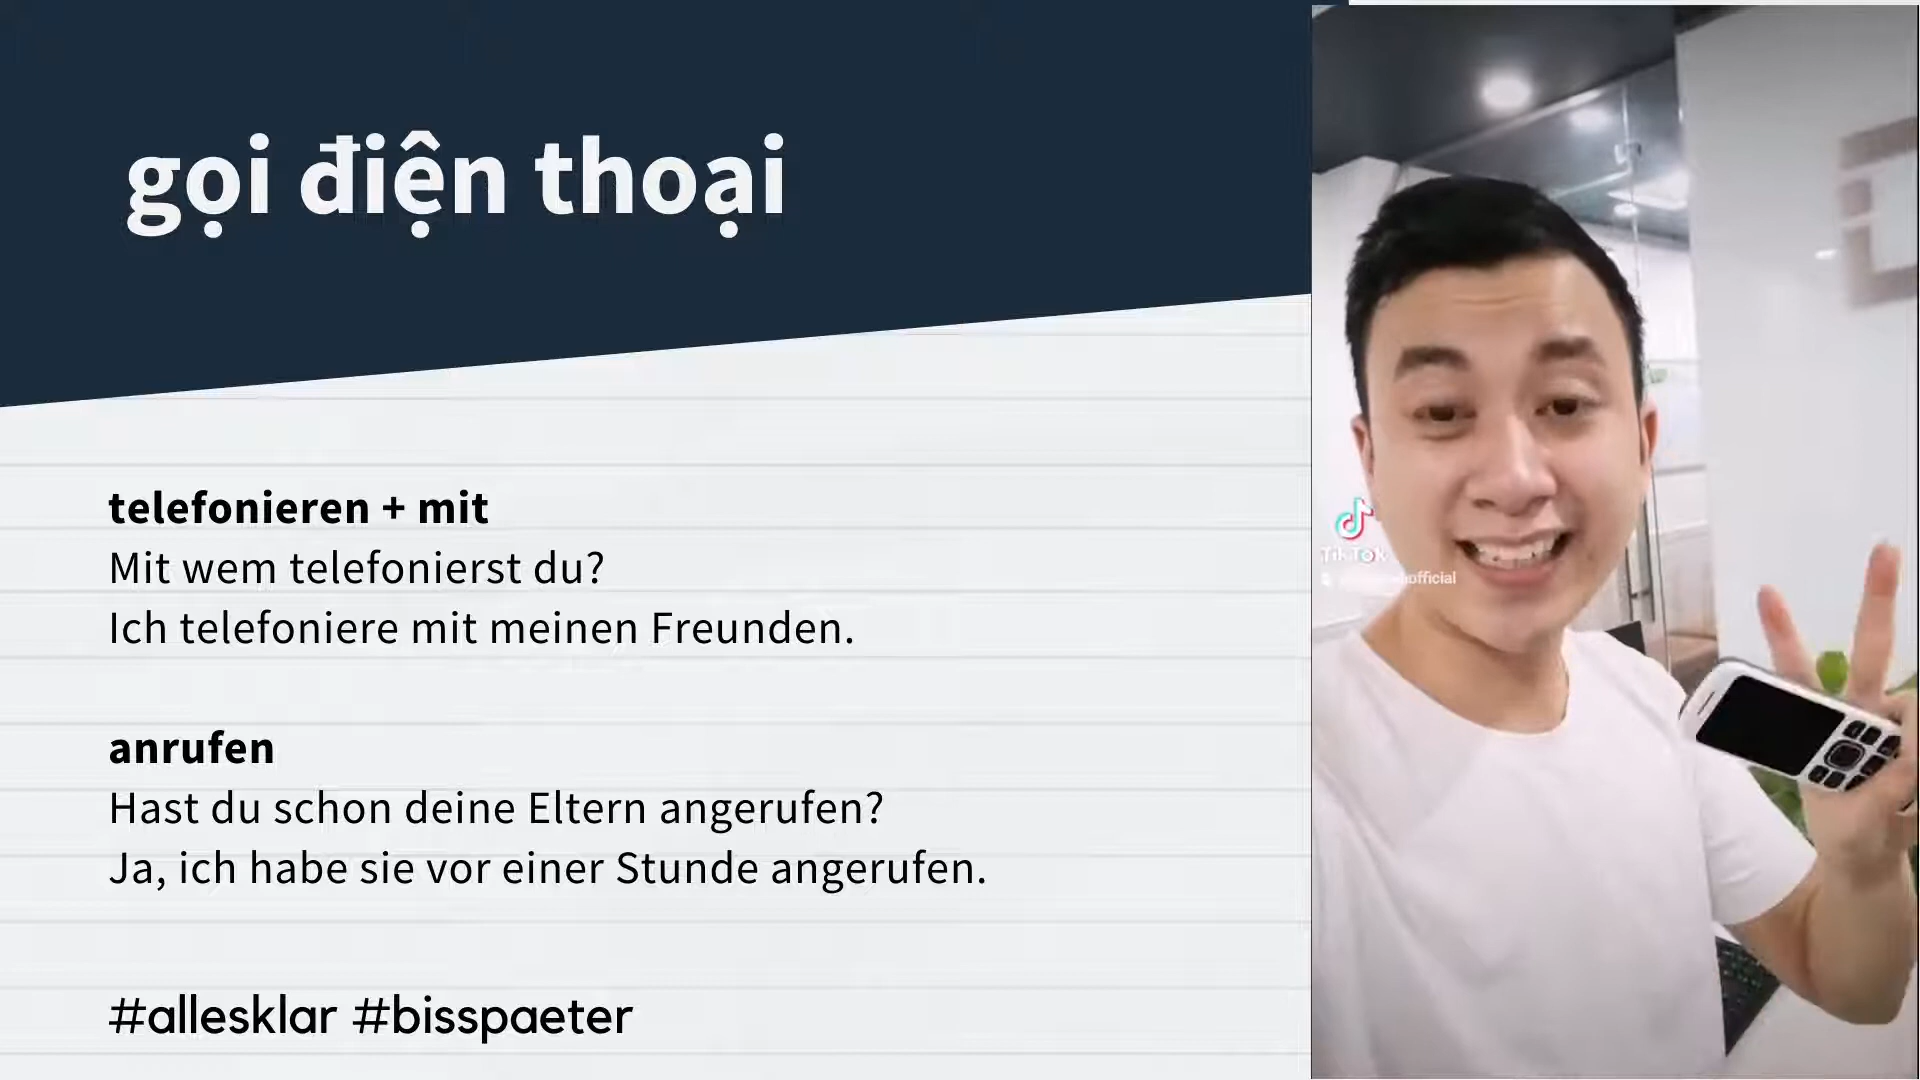 gọi điện thoại
telefonieren + mit
Mit wem telefonierst du?
Ich telefoniere mit meinen Freunden.
anrufen
Hast du schon deine Eltern angerufen?
Ja, ich habe sie vor einer Stunde angerufen.
#allesklar #bisspaeter
TikTok